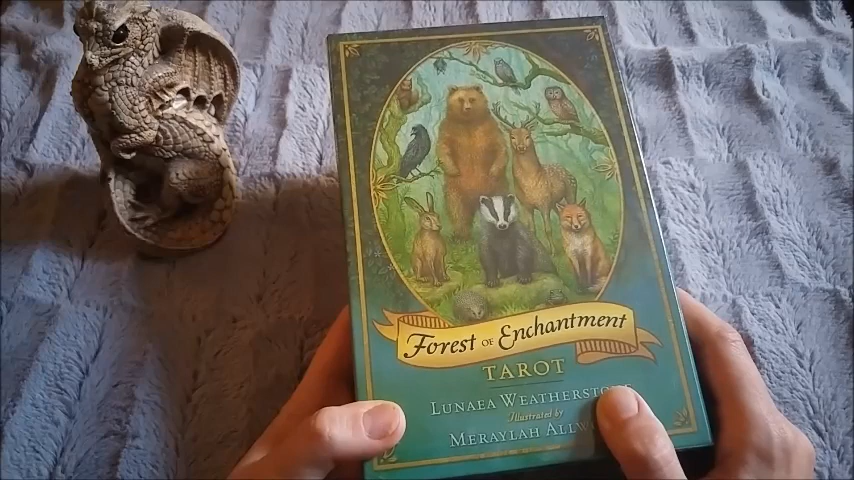 Forest of Enchantment
TAROT
LUNAEA
Illustrated by
MERAYLAH